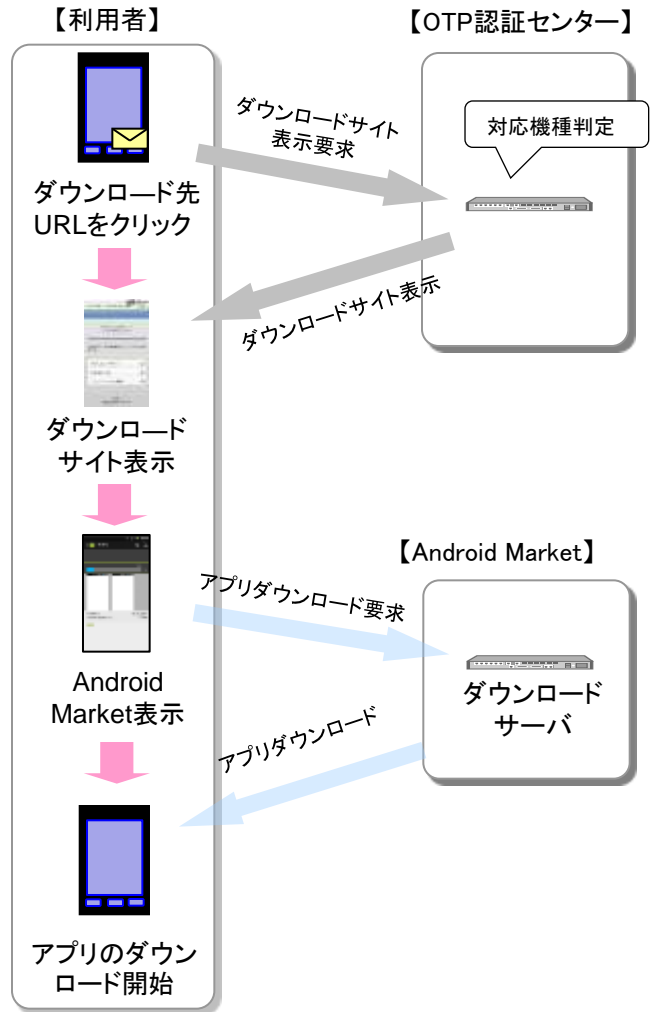 【利用者】
【OTP認証センター】
対応機種判定
ダウンロードサイト
表示要求
ダウンロ―ド先
URLをクリック
ダウンロードサイト表示
ダウンロ―ド
サイト表示
【Android Market】
アプリダウンロード要求
Android
Market表示
ダウンロード
サーバ
アプリダウンロード
アプリのダウン
ロード開始